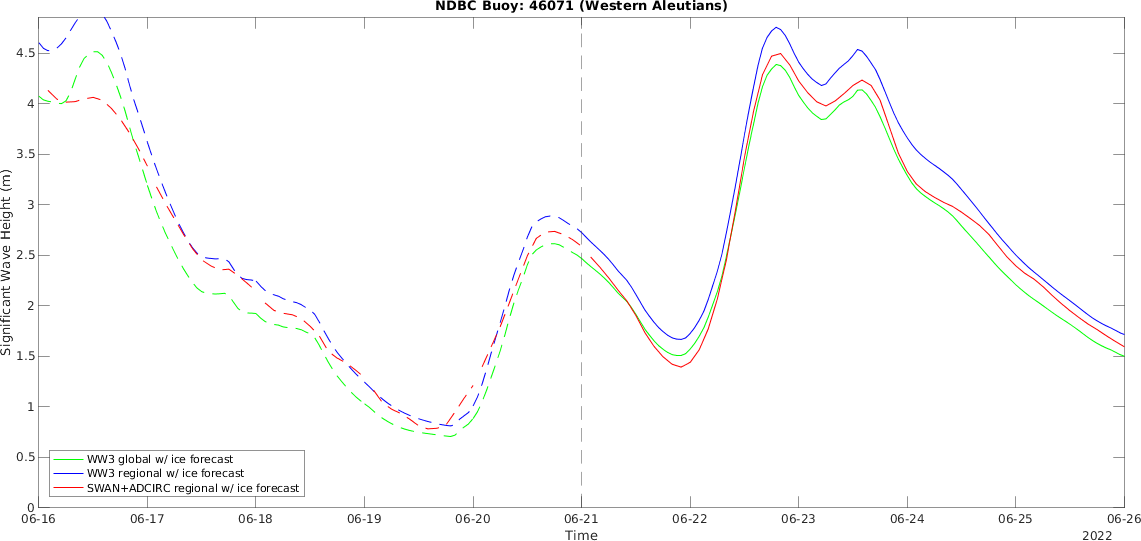 NDBC Buoy: 46071 (Western Aleutians)
Significant Wave Height (m)
4.5
4
3.5
3
2.5
2
1.5
1
0.5
0
WW3 global w/ ice forecast
WW3 regional w/ ice forecast
SWAN+ADCIRC regional w/ ice forecast
06-16 06-17 06-18 06-19 06-20 06-21 06-22 06-23 06-24 06-25 06-26
Time
2022